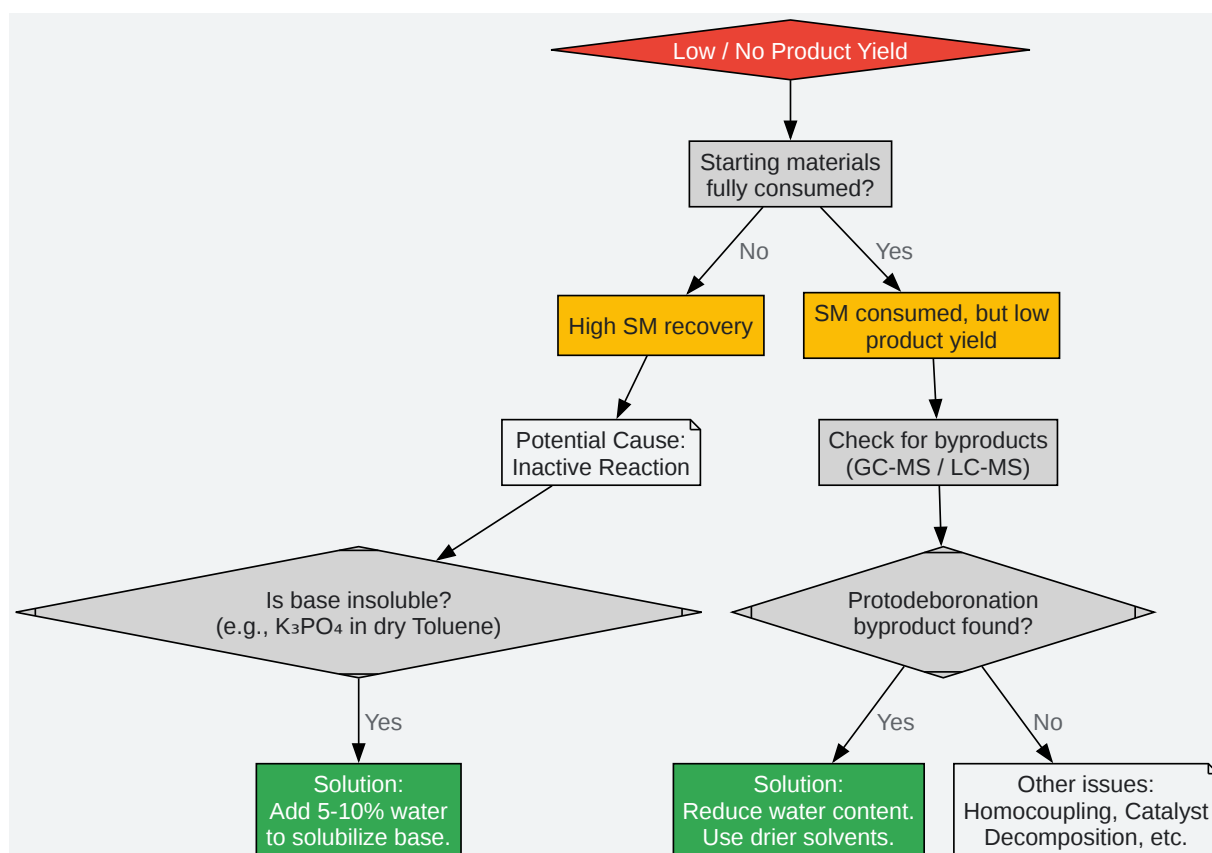 Low / No Product Yield
Starting materials
fully consumed?
No
Yes
High SM recovery
SM consumed, but low
product yield
Potential Cause:
Inactive Reaction
Check for byproducts
(GC-MS / LC-MS)
Is base insoluble?
(e.g., K₃PO₄ in dry Toluene)
Protodeboronation
byproduct found?
Yes
Yes
No
Solution:
Add 5-10% water
to solubilize base.
Solution:
Reduce water content.
Use drier solvents.
Other issues:
Homocoupling, Catalyst
Decomposition, etc.